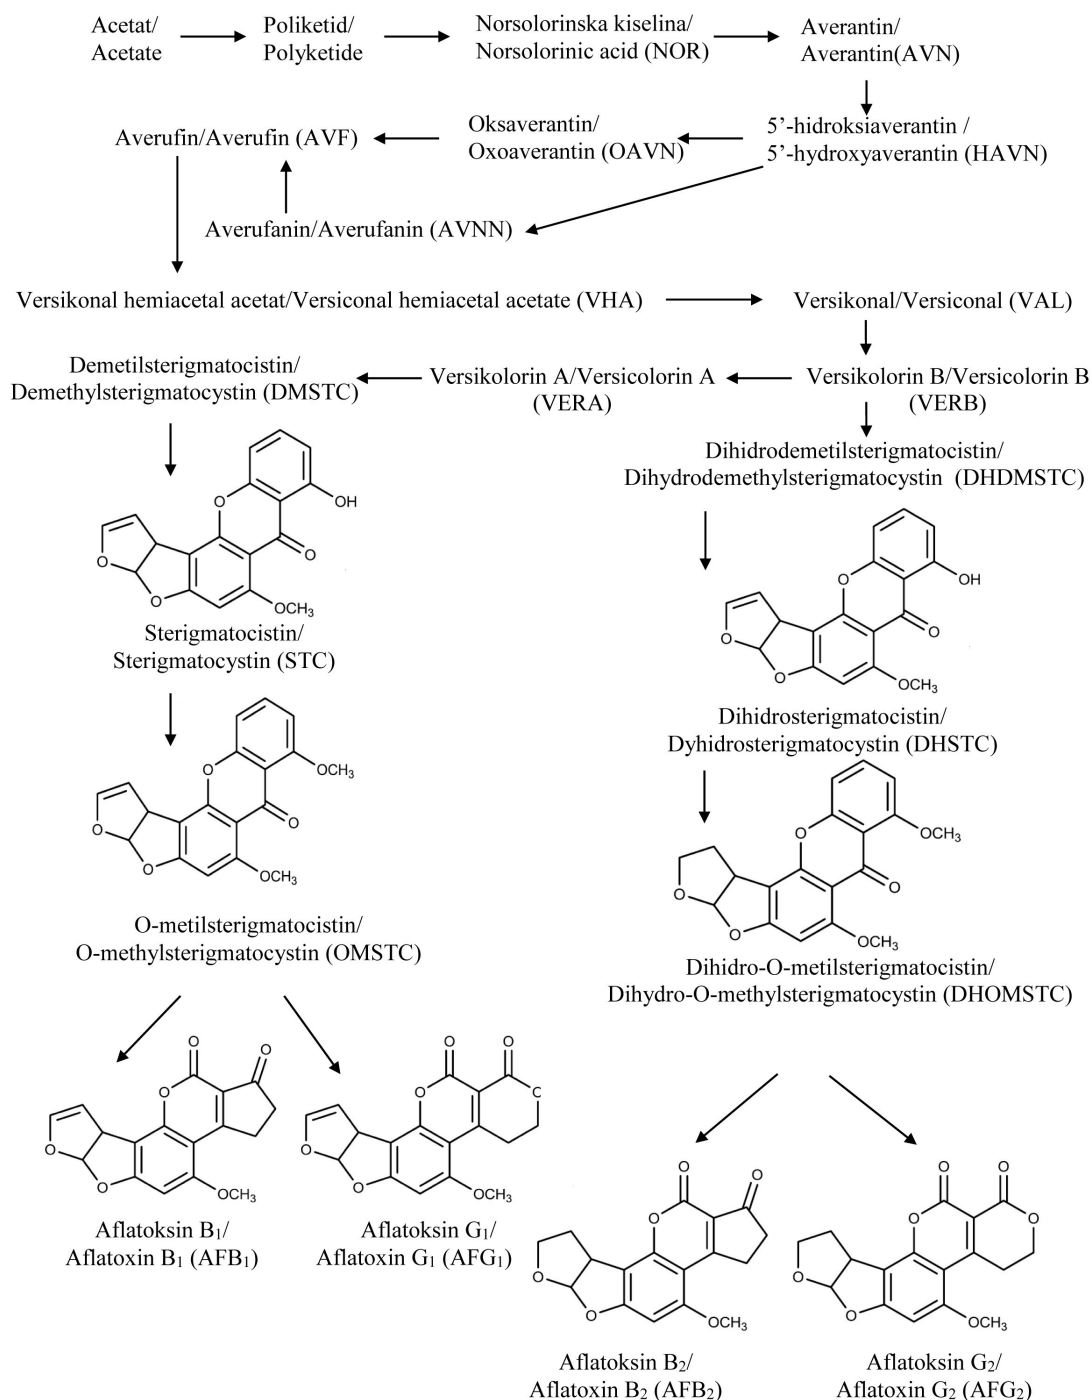 Acetat/
Acetate
Poliketid/
Polyketide
Norsolorinska kiselina/
Norsolorinic acid (NOR)
Averantin/
Averantin(AVN)
Averufin/Averufin (AVF)
Oksaverantin/
Oxoaverantin (OAVN)
5’-hidroksiaverantin /
5’-hydroxyaverantin (HAVN)
Averufanin/Averufanin (AVNN)
Versikonal hemiacetal acetat/Versiconal hemiacetal acetate (VHA)
Versikonal/Versiconal (VAL)
Demetilsterigmatocistin/
Demethylsterigmatocystin (DMSTC)
Versikolorin A/Versicolorin A
(VERA)
Versikolorin B/Versicolorin B
(VERB)
Dihidrodemetilsterigmatocistin/
Dihydrodemethylsterigmatocystin (DHDMSTC)
O
OH
O
O
O
OCH3
Sterigmatocistin/
Sterigmatocystin (STC)
O
OH
O
O
O
OCH3
Dihidrosterigmatocistin/
Dyhidrosterigmatocystin (DHSTC)
O
OCH3
O
O
O
OCH3
O-metilsterigmatocistin/
O-methylsterigmatocystin (OMSTC)
O
OCH3
O
O
O
OCH3
Dihidro-O-metilsterigmatocistin/
Dihydro-O-methylsterigmatocystin (DHOMSTC)
O
O
O
O
O
OCH3
Aflatoksin B1/
Aflatoxin B1 (AFB1)
O
O
O
O
O
OCH3
Aflatoksin G1/
Aflatoxin G1 (AFG1)
O
O
O
O
O
OCH3
Aflatoksin B2/
Aflatoxin B2 (AFB2)
O
O
O
O
O
O
OCH3
Aflatoksin G2/
Aflatoxin G2 (AFG2)